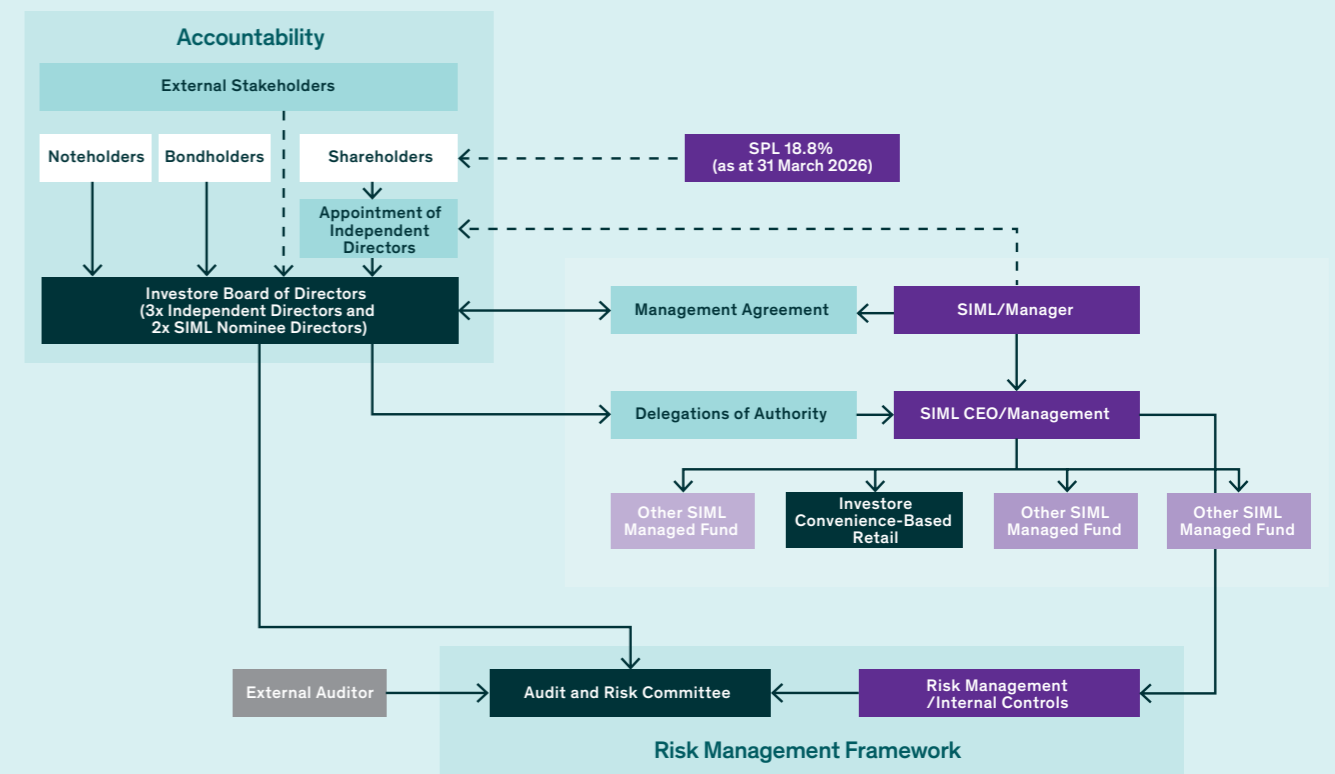 Accountability
External Stakeholders
Noteholders
Bondholders
Shareholders
SPL 18.8%
(as at 31 March 2026)
Appointment of
Independent
Directors
Investore Board of Directors
(3x Independent Directors and
2x SIML Nominee Directors)
Management Agreement
SIML/Manager
Delegations of Authority
SIML CEO/Management
Other SIML
Managed Fund
Investore
Convenience-Based
Retail
Other SIML
Managed Fund
Other SIML
Managed Fund
External Auditor
Audit and Risk Committee
Risk Management
/Internal Controls
Risk Management Framework